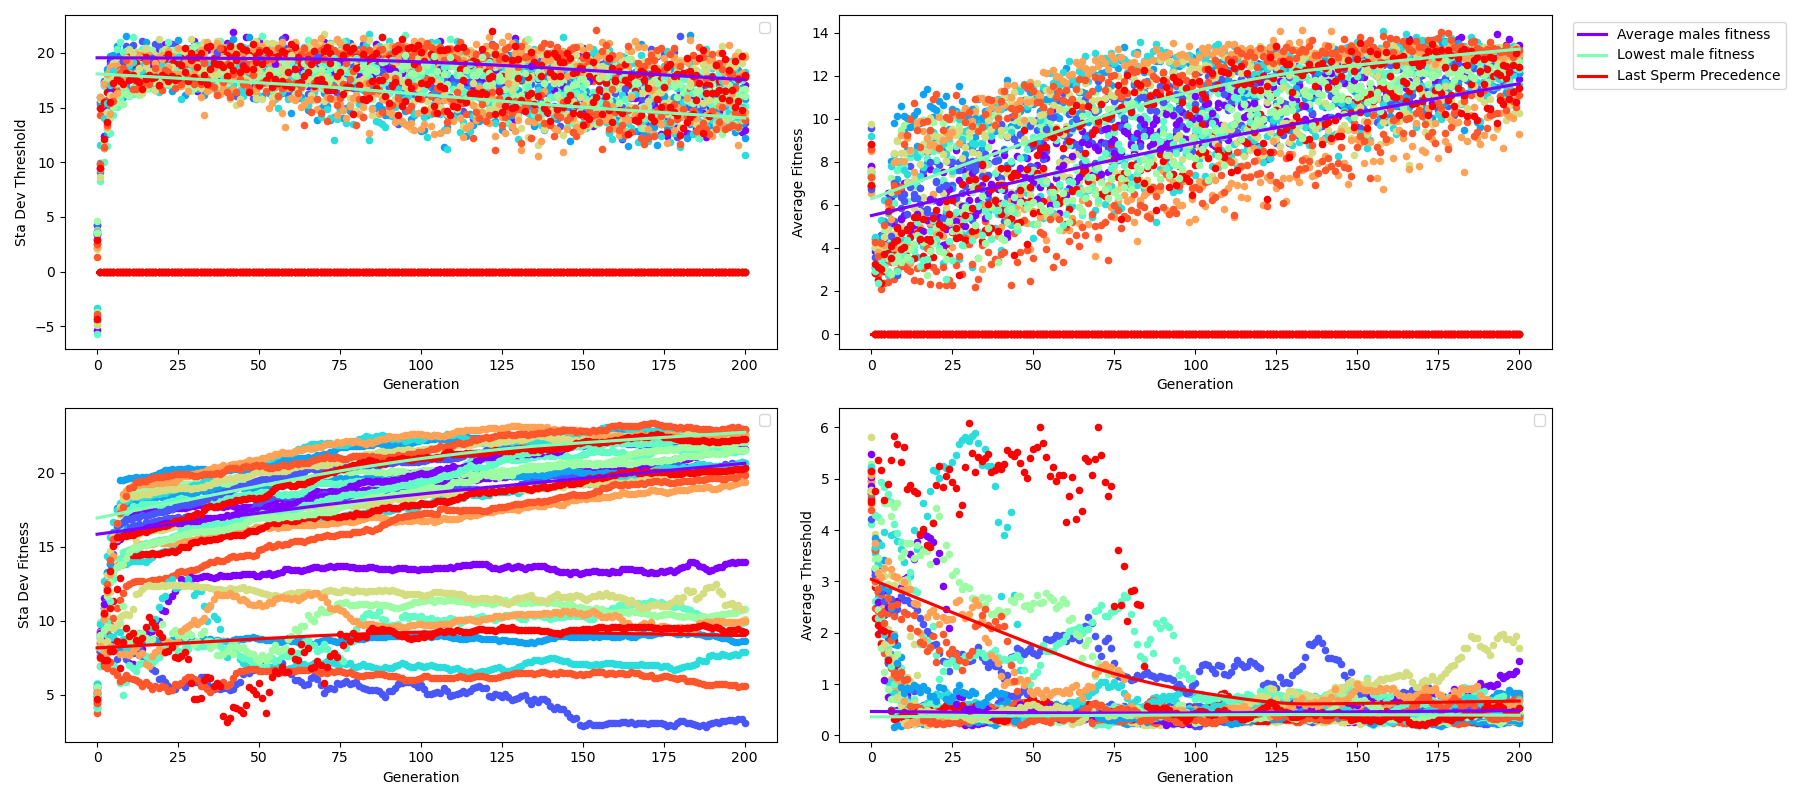 Sta Dev Threshold
20
15
10
5
0
−5
0 25 50 75 100 125 150 175 200
Generation
Average Fitness
14
12
10
8
6
4
2
0
0 25 50 75 100 125 150 175 200
Generation
Average males fitness
Lowest male fitness
Last Sperm Precedence
Sta Dev Fitness
20
15
10
5
0 25 50 75 100 125 150 175 200
Generation
Average Threshold
6
5
4
3
2
1
0
0 25 50 75 100 125 150 175 200
Generation